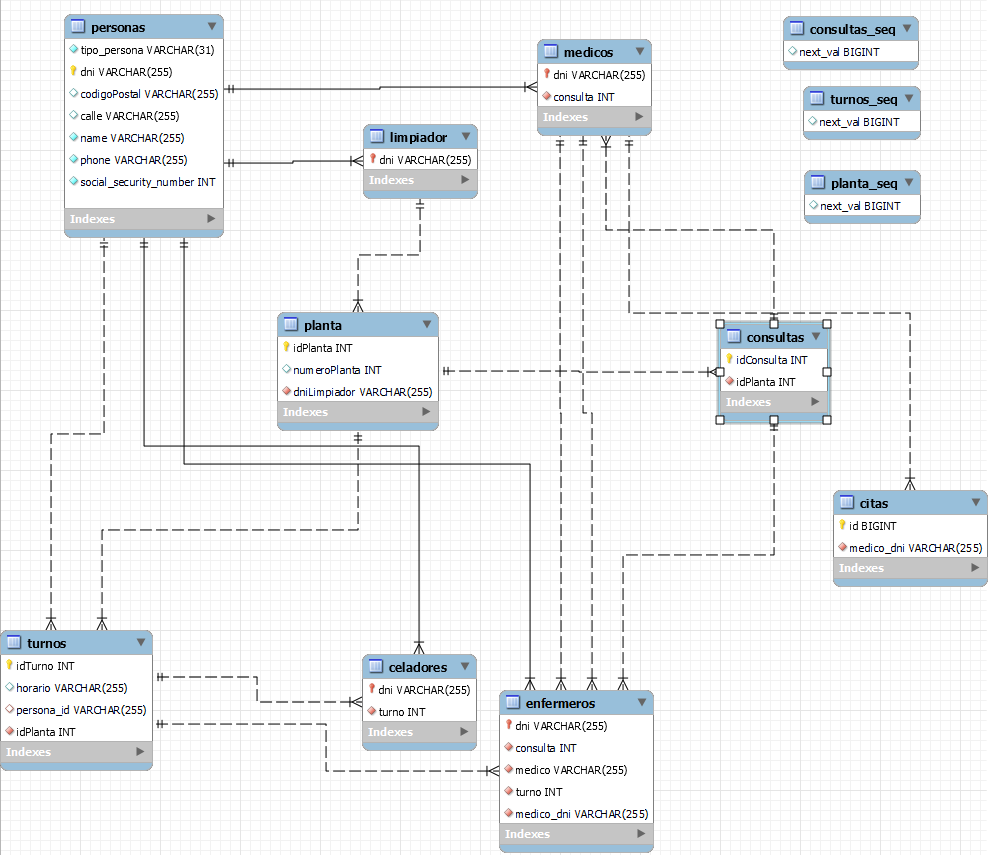 personas
tipo_persona VARCHAR(31)
dni VARCHAR(255)
codigoPostal VARCHAR(255)
calle VARCHAR(255)
name VARCHAR(255)
phone VARCHAR(255)
social_security_number INT
Indexes
medicos
dni VARCHAR(255)
consulta INT
Indexes
consultas_seq
next_val BIGINT
turnos_seq
next_val BIGINT
planta_seq
next_val BIGINT
limpiador
dni VARCHAR(255)
Indexes
planta
idPlanta INT
numeroPlanta INT
dniLimpiador VARCHAR(255)
Indexes
consultas
idConsulta INT
idPlanta INT
Indexes
citas
id BIGINT
medico_dni VARCHAR(255)
Indexes
turnos
idTurno INT
horario VARCHAR(255)
persona_id VARCHAR(255)
idPlanta INT
Indexes
celadores
dni VARCHAR(255)
turno INT
Indexes
enfermeros
dni VARCHAR(255)
consulta INT
medico VARCHAR(255)
turno INT
medico_dni VARCHAR(255)
Indexes